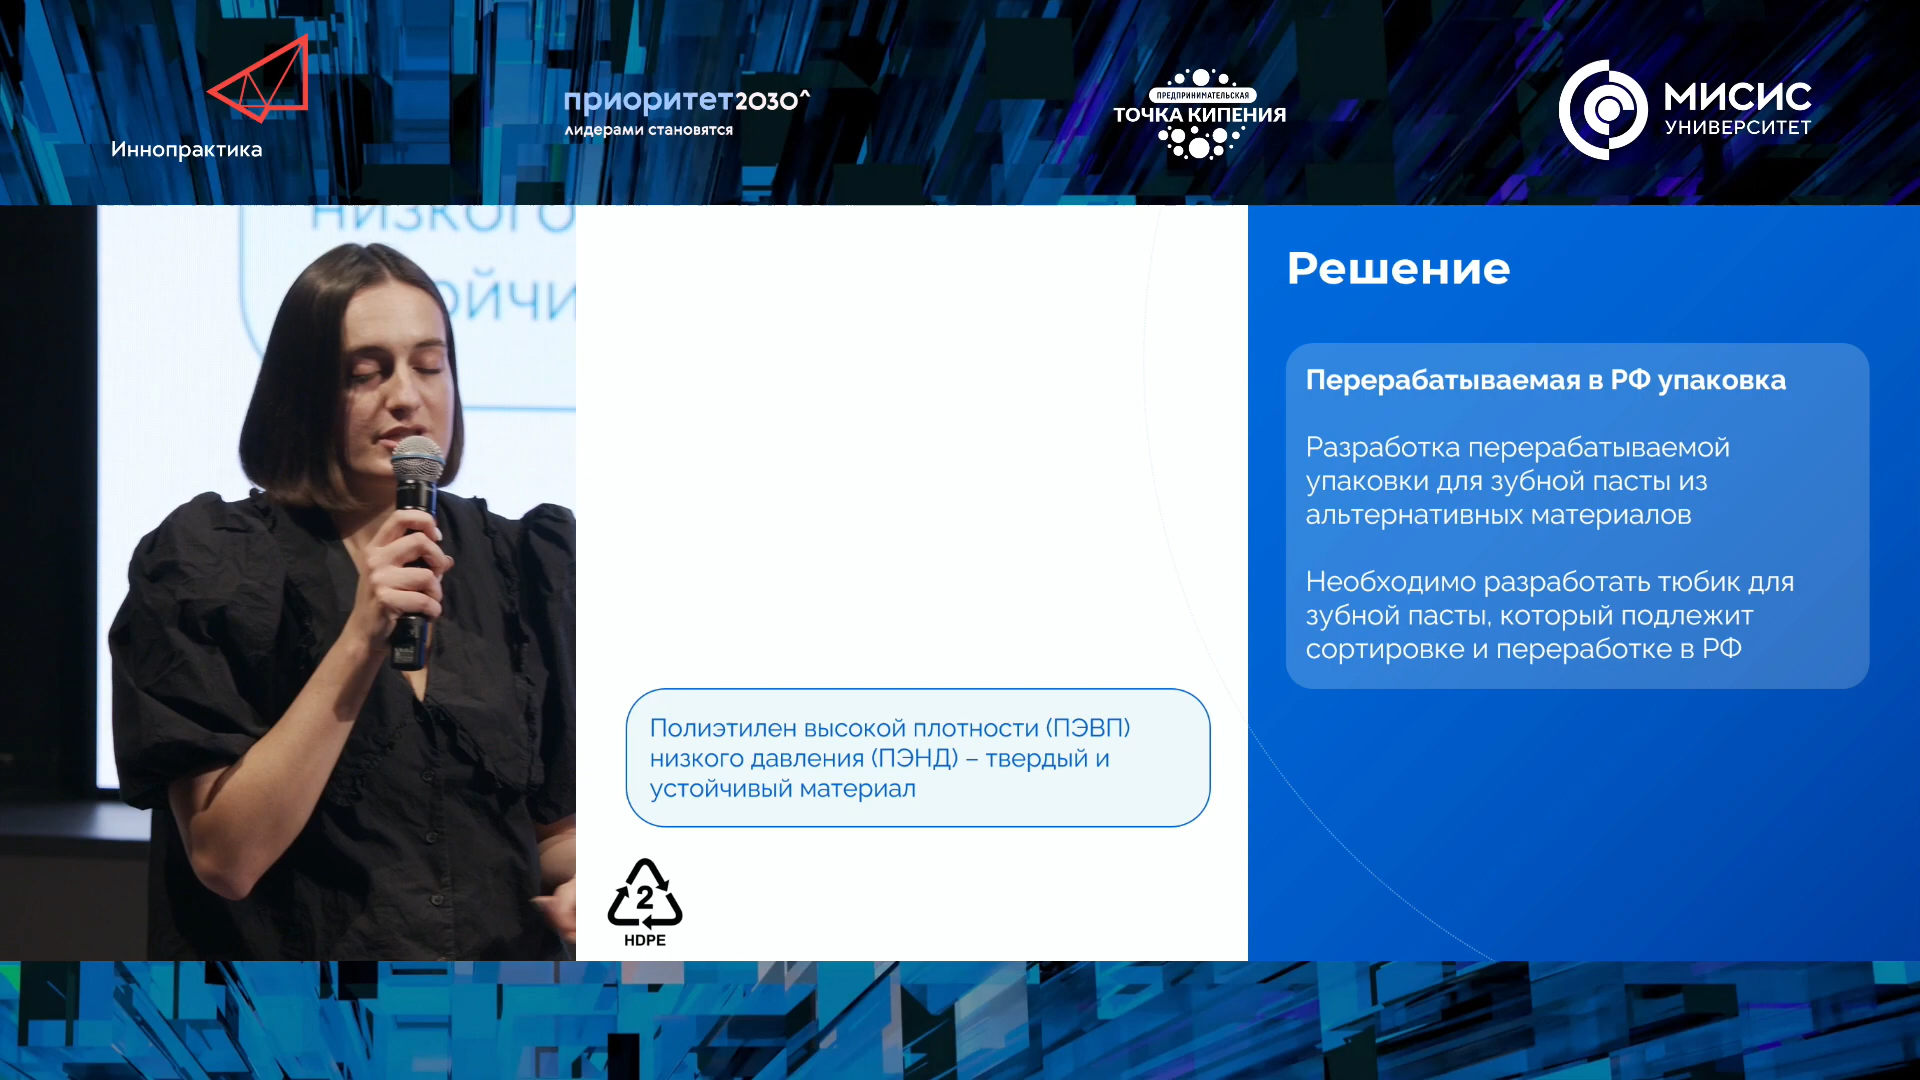 Иннопрактика
приоритет2030^
лидерами становятся
ПРЕДПРИНИМАТЕЛЬСКАЯ
ТОЧКА КИПЕНИЯ
МИСИС
УНИВЕРСИТЕТ
низкого
ойчи
Решение
Перерабатываемая в РФ упаковка
Разработка перерабатываемой
упаковки для зубной пасты из
альтернативных материалов
Необходимо разработать тюбик для
зубной пасты, который подлежит
сортировке и переработке в РФ
Полиэтилен высокой плотности (ПЭВП)
низкого давления (ПЭНД) – твердый и
устойчивый материал
2
HDPE